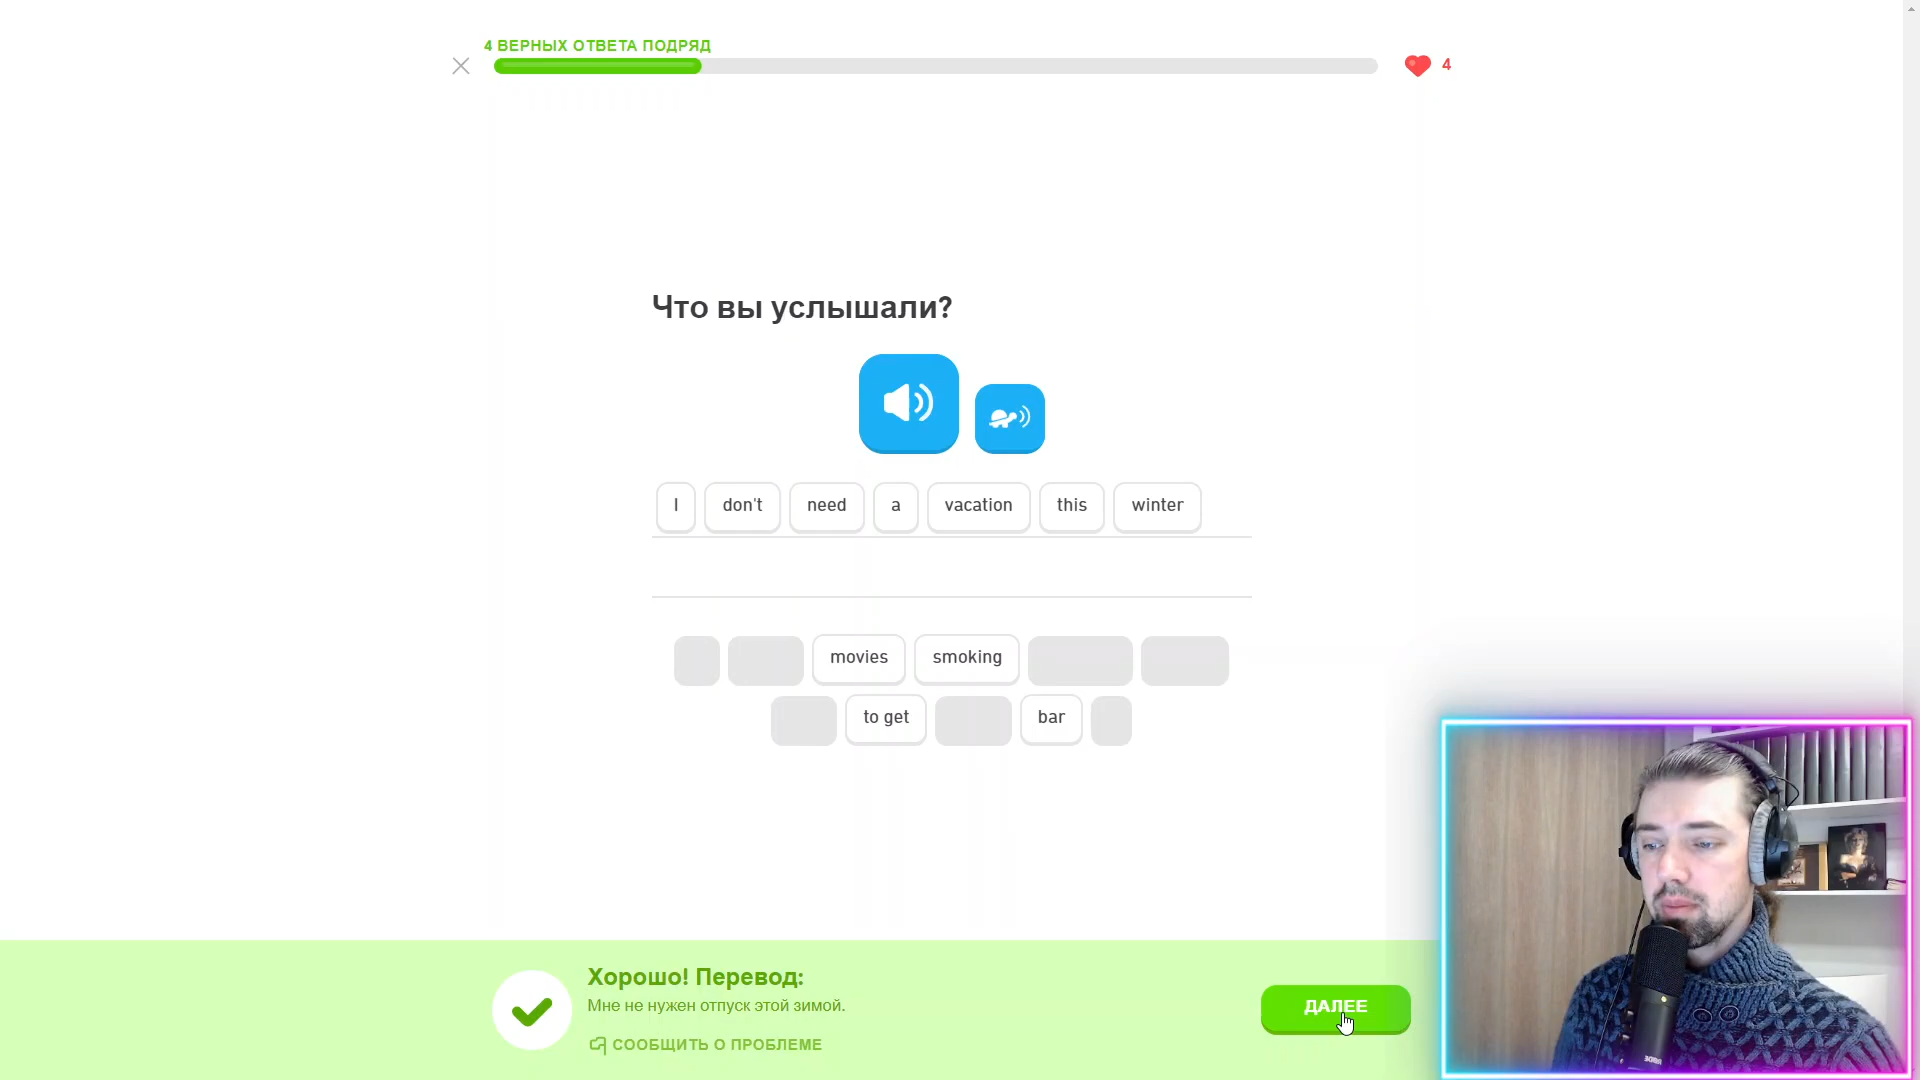 4 ВЕРНЫХ ОТВЕТА ПОДРЯД
4
Что вы услышали?
I don't need a vacation this winter
movies smoking
to get bar
Хорошо! Перевод:
Мне не нужен отпуск этой зимой.
СООБЩИТЬ О ПРОБЛЕМЕ
ДАЛЕЕ